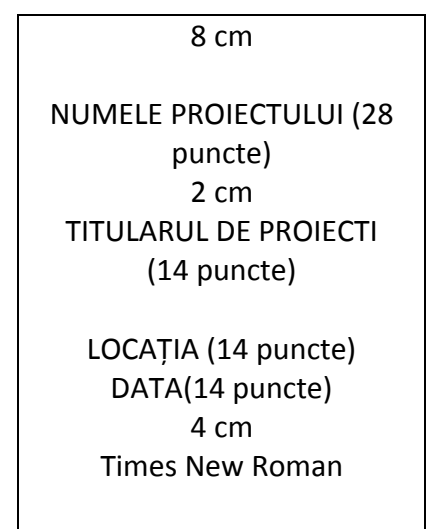 8 cm
NUMELE PROIECTULUI (28
puncte)
2 cm
TITULARUL DE PROIECTI
(14 puncte)
LOCAȚIA (14 puncte)
DATA(14 puncte)
4 cm
Times New Roman